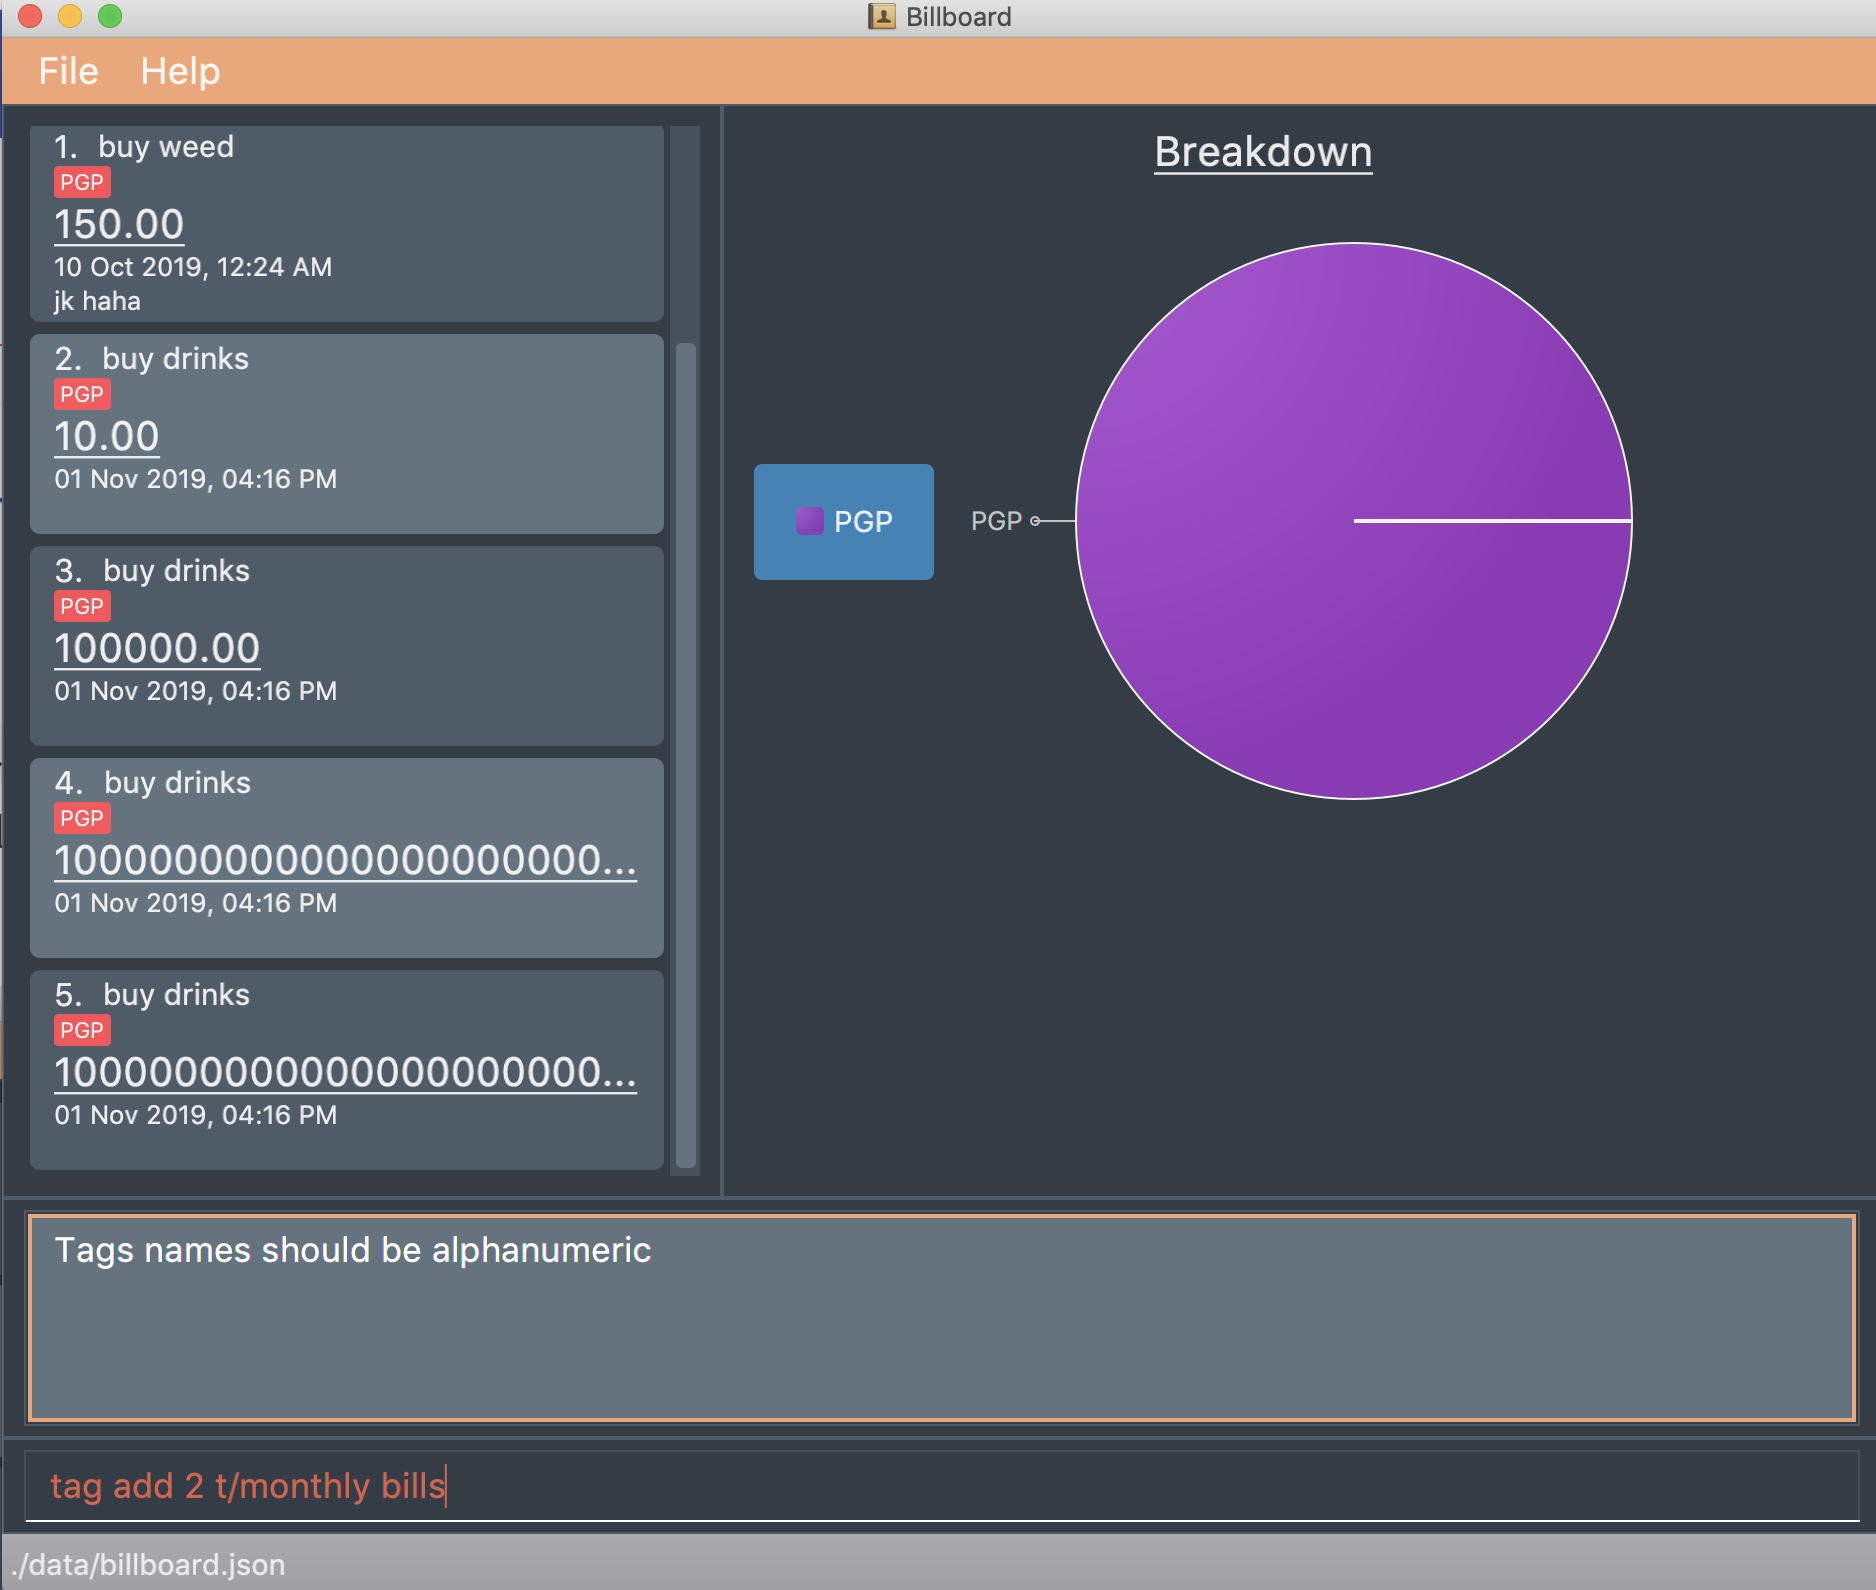 Billboard
File Help
1. buy weed
PGP
150.00
10 Oct 2019, 12:24 AM
jk haha
2. buy drinks
PGP
10.00
01 Nov 2019, 04:16 PM
3. buy drinks
PGP
100000.00
01 Nov 2019, 04:16 PM
4. buy drinks
PGP
1000000000000000000000...
01 Nov 2019, 04:16 PM
5. buy drinks
PGP
1000000000000000000000...
01 Nov 2019, 04:16 PM
Breakdown
PGP
PGP
Tags names should be alphanumeric
tag add 2 t/monthly bills
./data/billboard.json